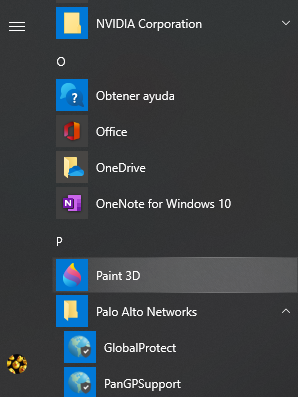 NVIDIA Corporation
O
Obtener ayuda
Office
OneDrive
OneNote for Windows 10
P
Paint 3D
Palo Alto Networks
GlobalProtect
PanGPSupport